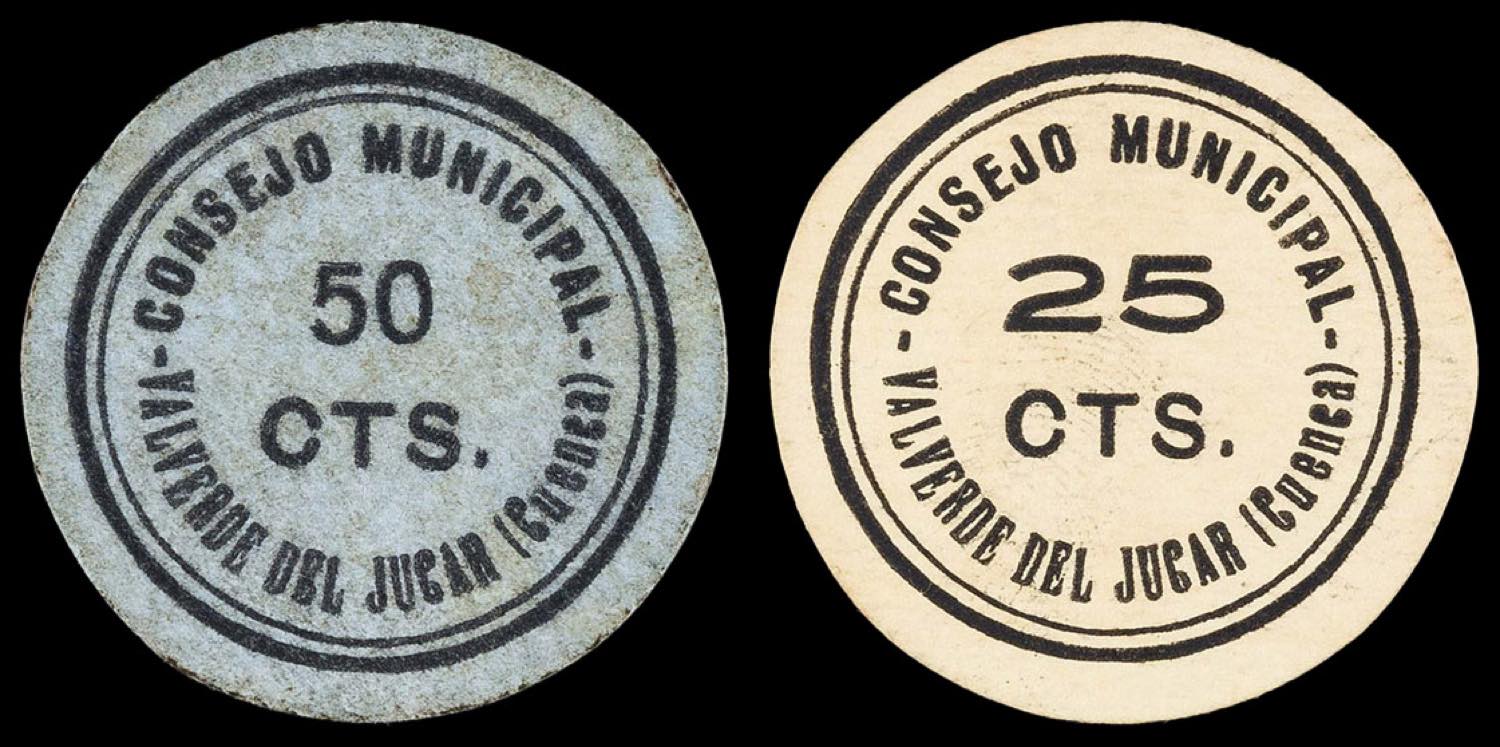 - CONSEJO MUNICIPAL -
50
CTS.
VALVERDE DEL JUCAR (Cuenca)
- CONSEJO MUNICIPAL -
25
CTS.
VALVERDE DEL JUCAR (Cuenca)